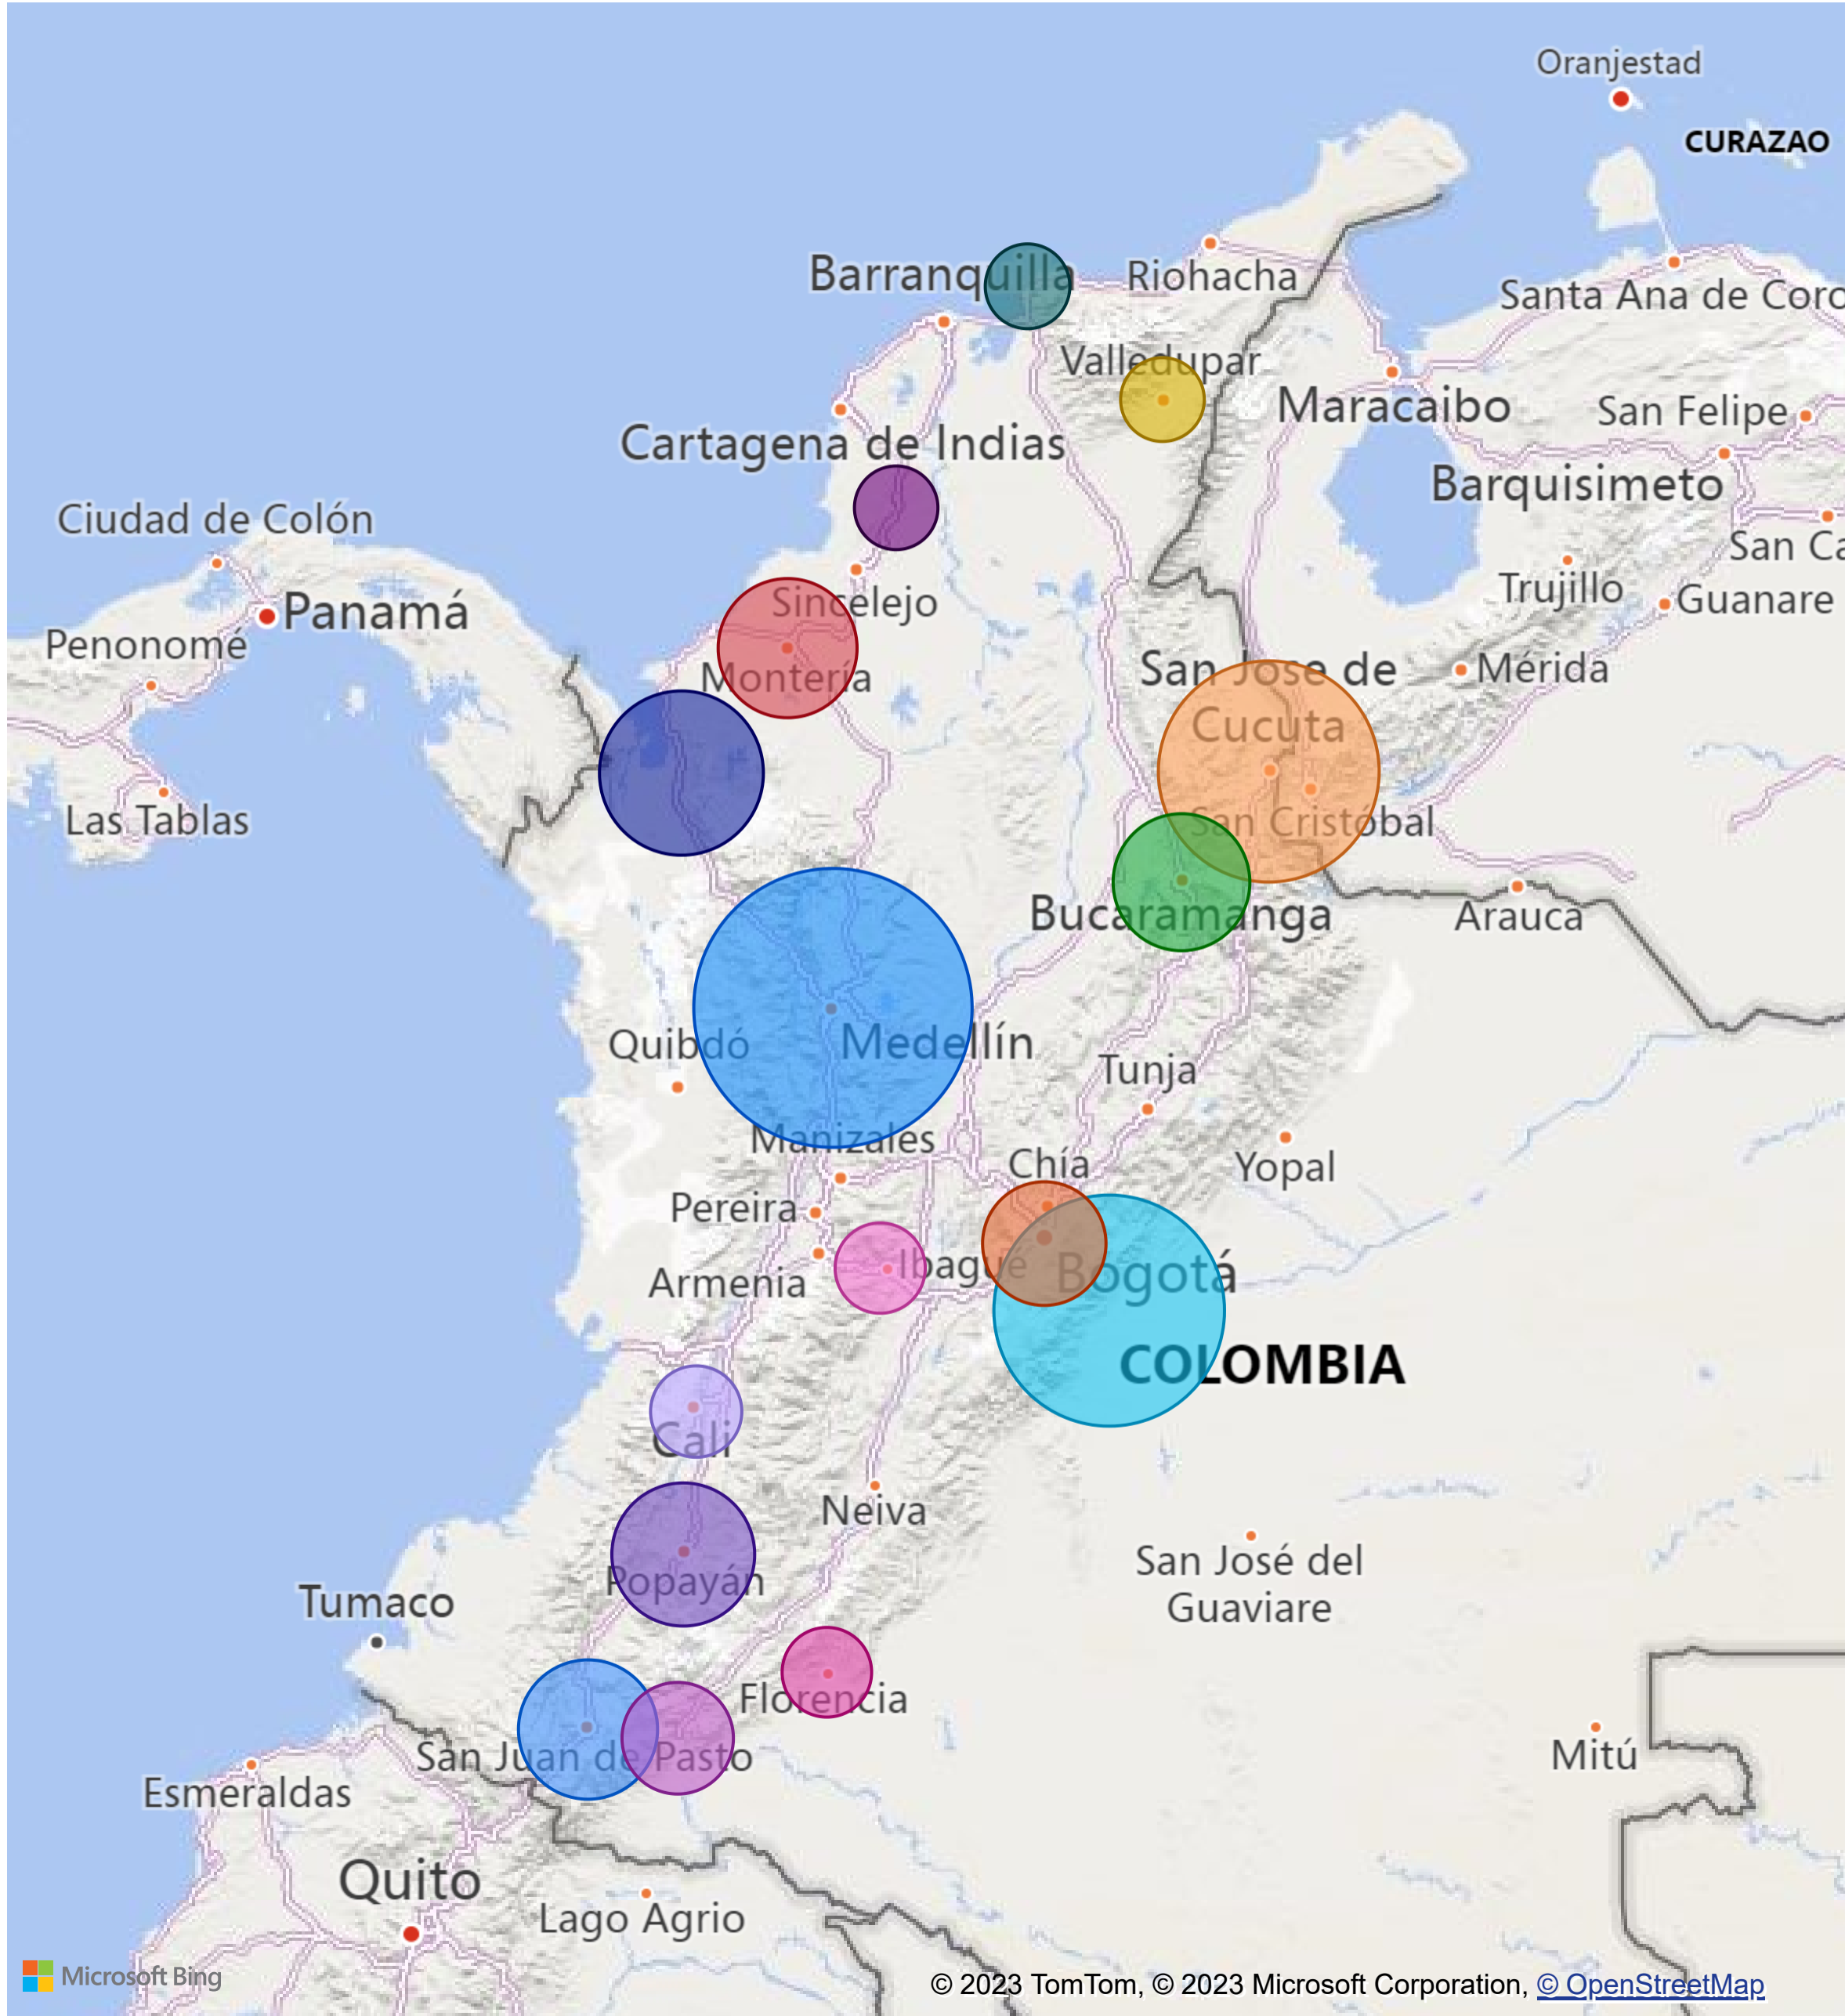 Oranjestad
CURAZAO
Barranquilla
Riohacha
Santa Ana de Coro
Valledupar
Maracaibo
San Felipe
Cartagena de Indias
Barquisimeto
Ciudad de Colón
San Ca
Trujillo
Guanare
Panamá
Sincelejo
Penonomé
Montería
San Jose de
Cucuta
Mérida
Las Tablas
San Cristóbal
Bucaramanga
Arauca
Quibdó
Medellín
Tunja
Manizales
Chía
Yopal
Pereira
Ibagué
Bogotá
Armenia
COLOMBIA
Cali
Neiva
San José del
Guaviare
Popayán
Tumaco
Florencia
San Juan de Pasto
Mitú
Esmeraldas
Quito
Lago Agrio
Microsoft Bing
© 2023 TomTom, © 2023 Microsoft Corporation, © OpenStreetMap